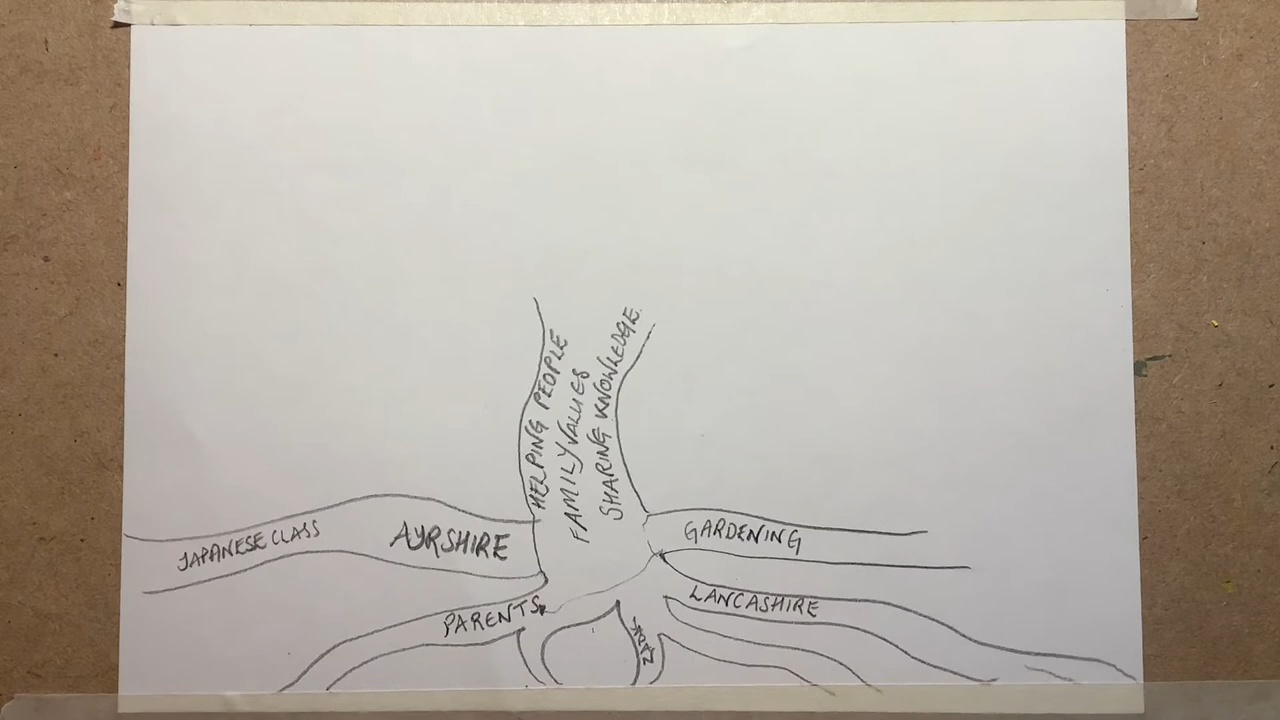 HELPING PEOPLE
FAMILY VALUES
SHARING KNOWLEDGE
JAPANESE CLASS
AYRSHIRE
GARDENING
PARENTS
LANCASHIRE